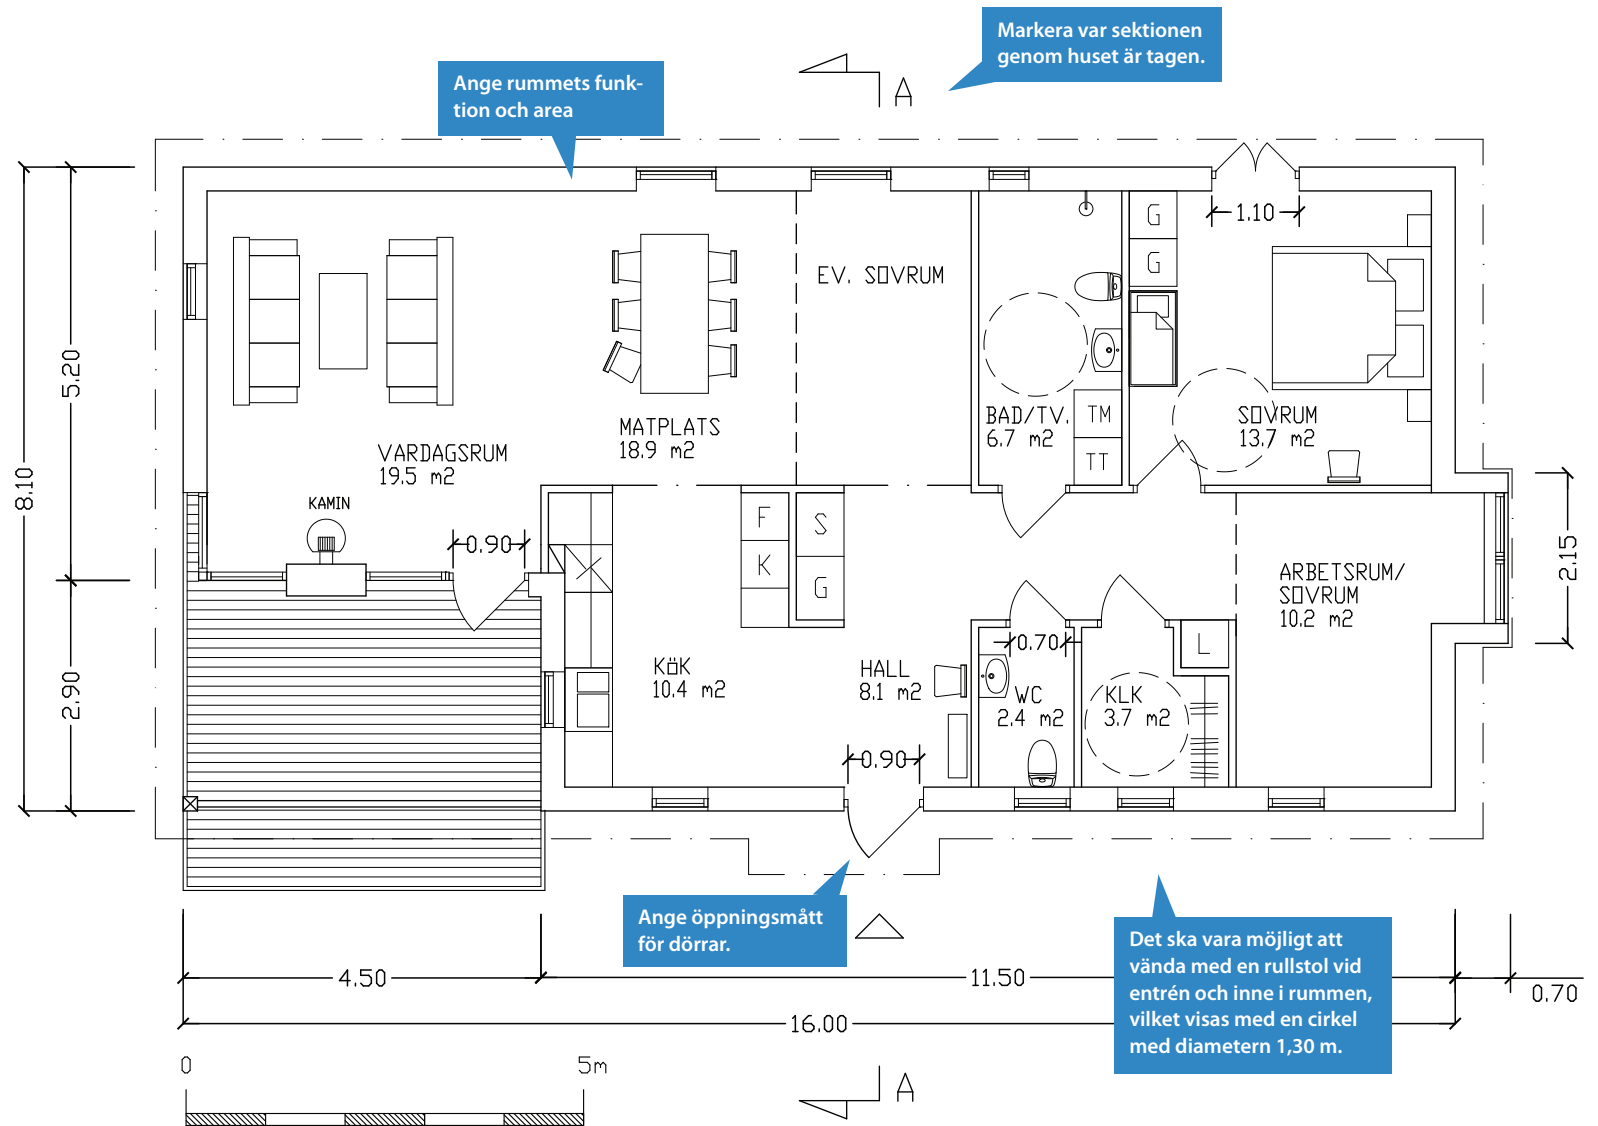 Markera var sektionen
genom huset är tagen.
Ange rummets funk-
tion och area
A
1.10
G
G
EV. SOVRUM
5.20
8.10
MATPLATS
18.9 m2
VARDAGSRUM
19.5 m2
BAD/TV.
6.7 m2
TM
TT
SOVRUM
13.7 m2
KAMIN
0.90
F
K
S
G
ARBETSRUM/
SOVRUM
10.2 m2
2.15
2.90
KÖK
10.4 m2
HALL
8.1 m2
0.70
WC
2.4 m2
KLK
3.7 m2
L
0.90
Ange öppningsmått
för dörrar.
Det ska vara möjligt att
vända med en rullstol vid
entrén och inne i rummen,
vilket visas med en cirkel
med diametern 1,30 m.
4.50
11.50
0.70
16.00
0
5m
A